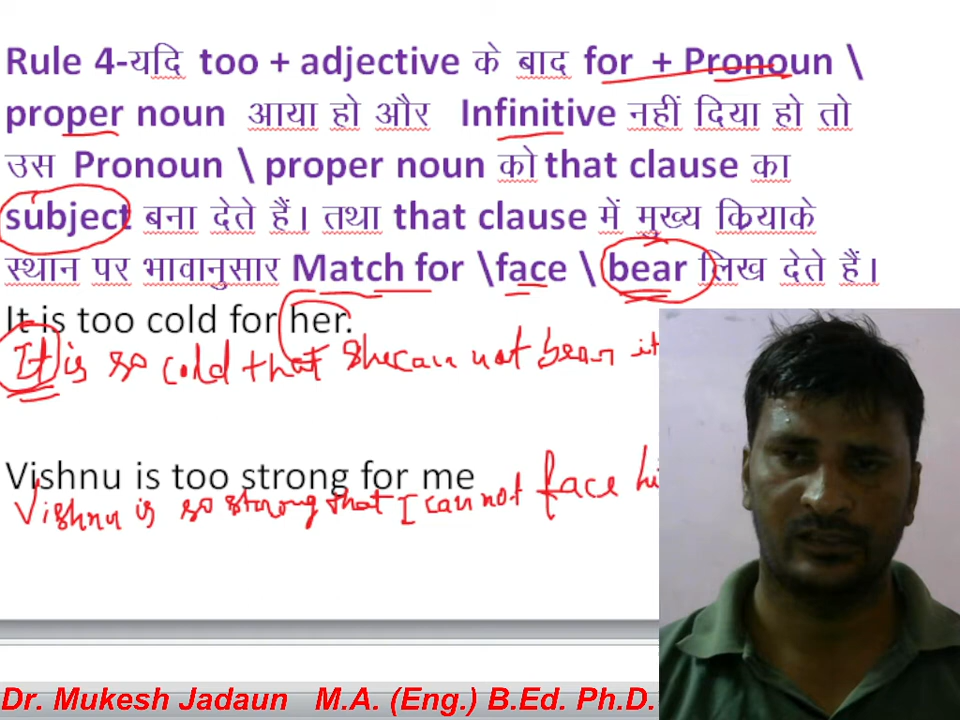 Rule 4-यदि too + adjective के बाद for + Pronoun \
proper noun आया हो और Infinitive नहीं दिया हो तो
उस Pronoun \ proper noun को that clause का
subject बना देते हैं। तथा that clause में मुख्य क्रियाके
स्थान पर भावानुसार Match for \face \ bear लिख देते हैं।
It is too cold for her.
It is so cold that she can not bear it
Vishnu is too strong for me
Vishnu is so strong that I can not face hi
Dr. Mukesh Jadaun M.A. (Eng.) B.Ed. Ph.D.